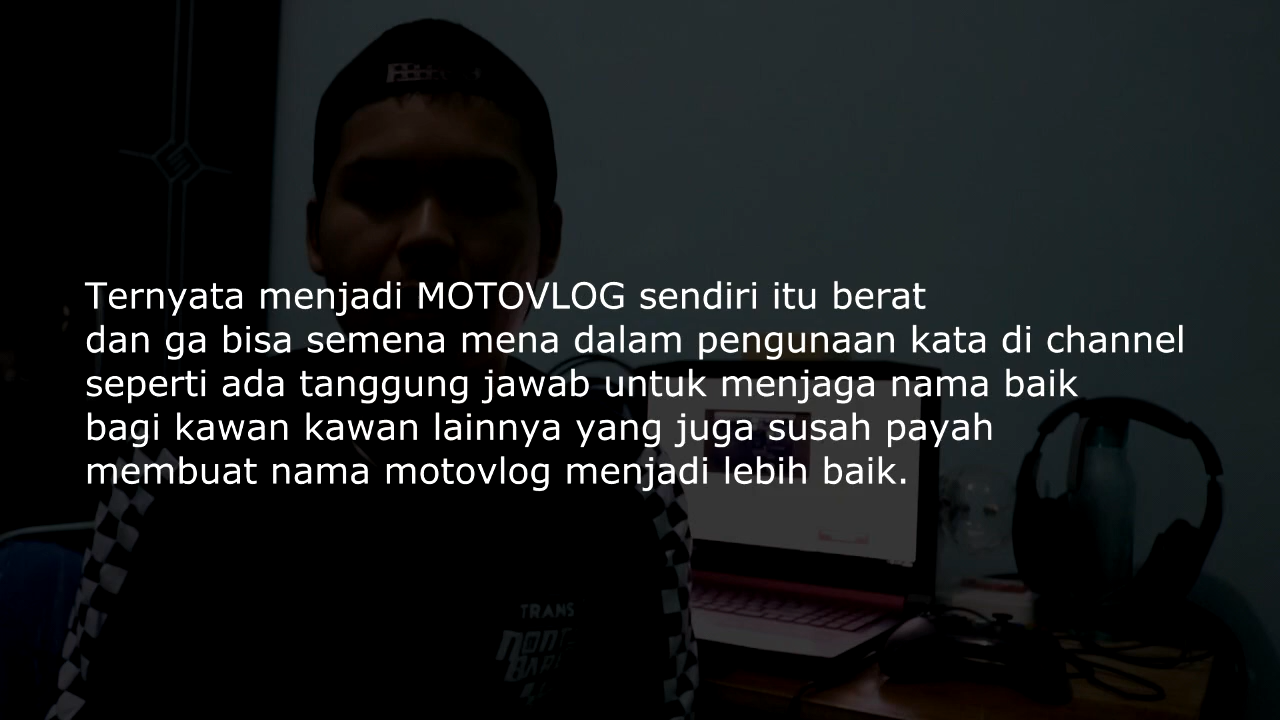 Ternyata menjadi MOTOVLOG sendiri itu berat
dan ga bisa semena mena dalam pengunaan kata di channel
seperti ada tanggung jawab untuk menjaga nama baik
bagi kawan kawan lainnya yang juga susah payah
membuat nama motovlog menjadi lebih baik.
TRANS